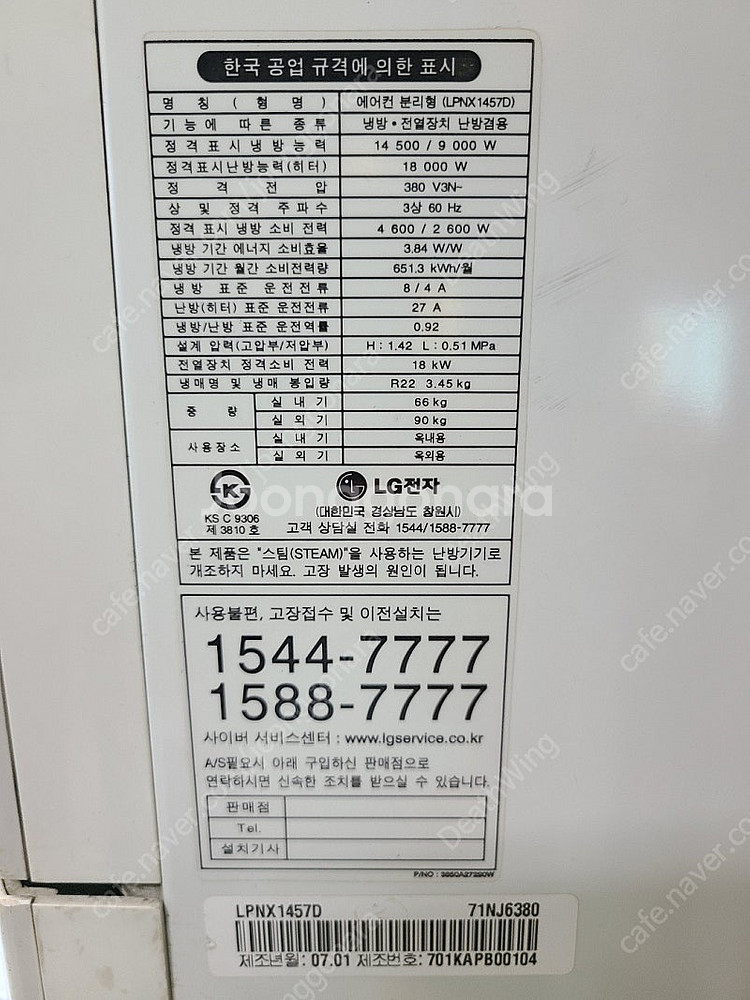 한국 공업 규격에 의한 표시
명 칭 ( 형 명 ) 에어컨 분리형 (LPNX1457D)
기능에 따른 종류 냉방 • 전열장치 난방겸용
정격표시냉방능력 14 500 / 9 000 W
정격표시난방능력(히터) 18 000 W
정 격 전 압 380 V3N~
상 및 정격 주파수 3상 60 Hz
정격 표시 냉방 소비 전력 4 600 / 2 600 W
냉방 기간 에너지 소비효율 3.84 W/W
냉방 기간 월간 소비전력량 651.3 kWh/월
냉방 표준 운전전류 8 / 4 A
난방(히터) 표준 운전전류 27 A
냉방/난방 표준 운전역률 0.92
설계 압력(고압부/저압부) H : 1.42 L : 0.51 MPa
전열장치 정격소비 전력 18 kW
냉매명 및 냉매 봉입량 R22 3.45 kg
중 량 실 내 기 66 kg
실 외 기 90 kg
사용장소 실 내 기 옥내용
실 외 기 옥외용
KS C 9306
제 3810 호
LG전자
(대한민국 경상남도 창원시)
고객 상담실 전화 1544/1588-7777
본 제품은 "스팀(STEAM)"을 사용하는 난방기기로
개조하지 마세요. 고장 발생의 원인이 됩니다.
사용불편, 고장접수 및 이전설치는
1544-7777
1588-7777
사이버 서비스센터 : www.lgservice.co.kr
A/S필요시 아래 구입하신 판매점으로
연락하시면 신속한 조치를 받으실 수 있습니다.
판매점
Tel.
설치기사
P/NO : 3850A27290W
LPNX1457D 71NJ6380
제조년월 : 07.01 제조번호 : 701KAPB00104
cafe.naver.com
DeathWing